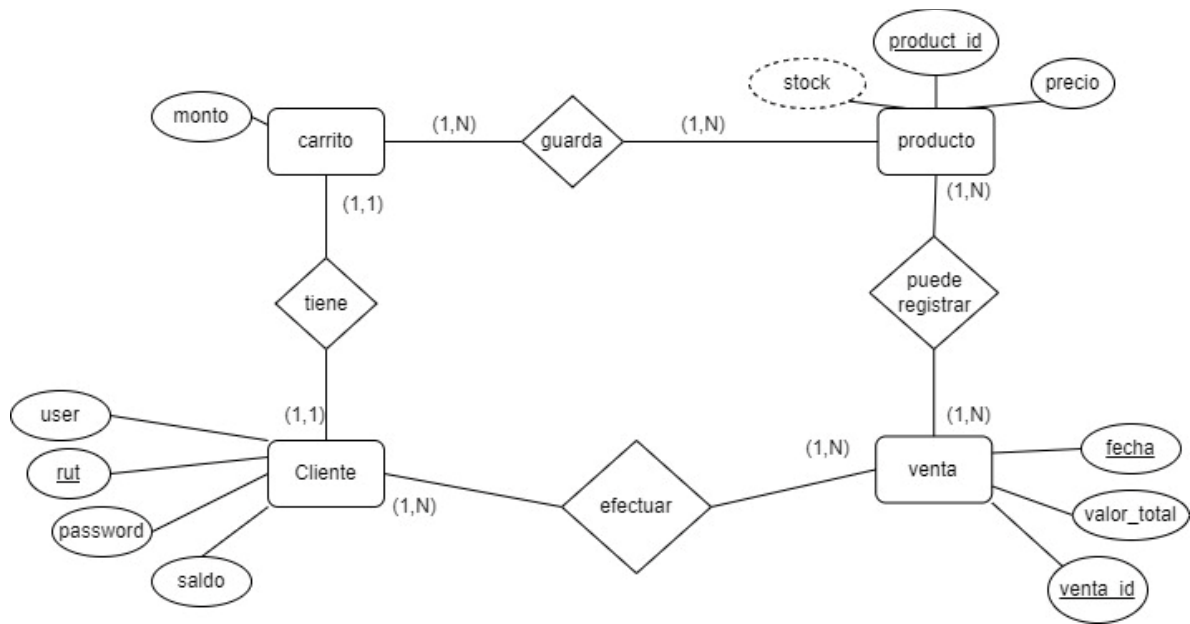 product_id
stock
precio
monto
carrito
(1,N)
guarda
(1,N)
producto
(1,1)
(1,N)
tiene
puede
registrar
user
(1,1)
(1,N)
rut
Cliente
(1,N)
efectuar
(1,N)
venta
fecha
password
valor_total
saldo
venta_id